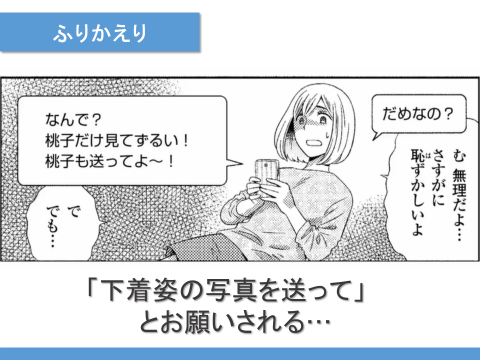 ふりかえり
だめなの？
む 無理だよ…
さすがに
恥ずかしいよ
は
なんで？
桃子だけ見てずるい！
桃子も送ってよ～！
で
でも…
「下着姿の写真を送って」
とお願いされる…